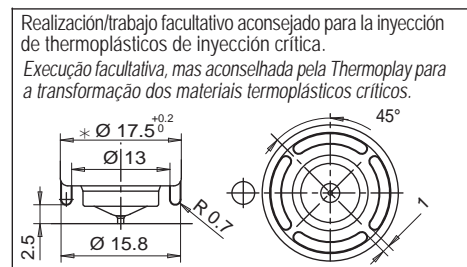 Realización/trabajo facultativo aconsejado para la inyección
de thermoplásticos de inyección crítica.
Execução facultativa, mas aconselhada pela Thermoplay para
a transformação dos materiais termoplásticos críticos.
45°
* Ø 17.5 +0.2 0
Ø 13
R 0.7
1
2.5
Ø 15.8